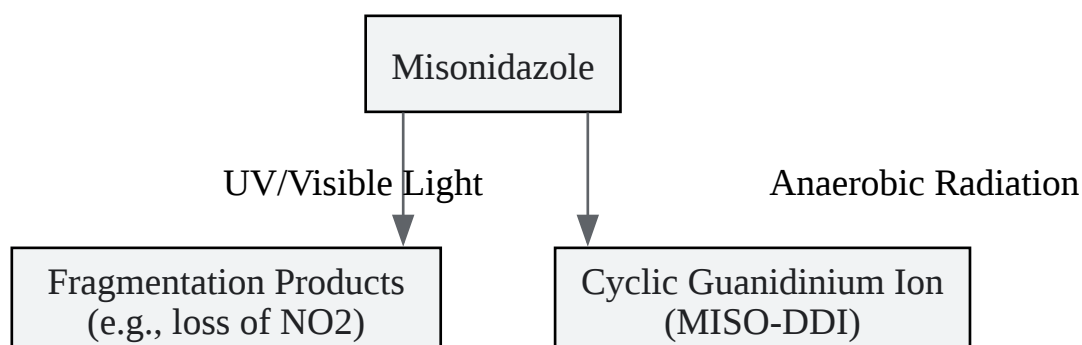 Misonidazole
UV/Visible Light
Anaerobic Radiation
Fragmentation Products
(e.g., loss of NO2)
Cyclic Guanidinium Ion
(MISO-DDI)